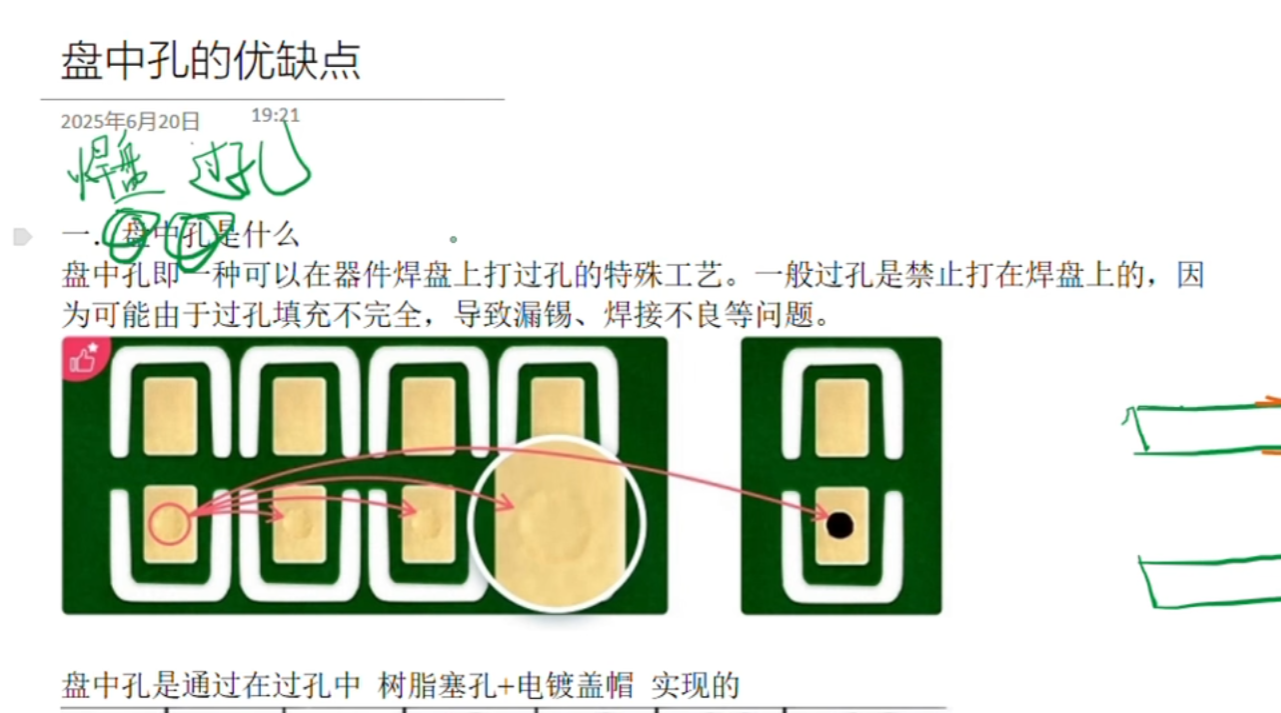 盘中孔的优缺点
2025年6月20日 19:21
焊盘 过孔
一. 盘中孔是什么
盘中孔即一种可以在器件焊盘上打过孔的特殊工艺。一般过孔是禁止打在焊盘上的，因
为可能由于过孔填充不完全，导致漏锡、焊接不良等问题。
盘中孔是通过在过孔中 树脂塞孔+电镀盖帽 实现的